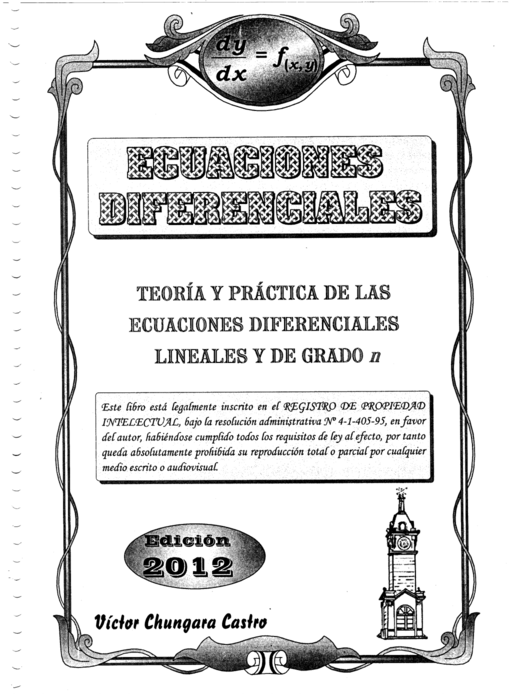 dy/dx = f(x, y)
ECUACIONES
DIFERENCIALES
TEORÍA Y PRÁCTICA DE LAS
ECUACIONES DIFERENCIALES
LINEALES Y DE GRADO n
Este libro está legalmente inscrito en el REGISTRO DE PROPIEDAD
INTELECTUAL, bajo la resolución administrativa Nº 4-1-405-95, en favor
del autor, habiéndose cumplido todos los requisitos de ley al efecto, por tanto
queda absolutamente prohibida su reproducción total o parcial por cualquier
medio escrito o audiovisual.
Edición
2012
Víctor Chungara Castro